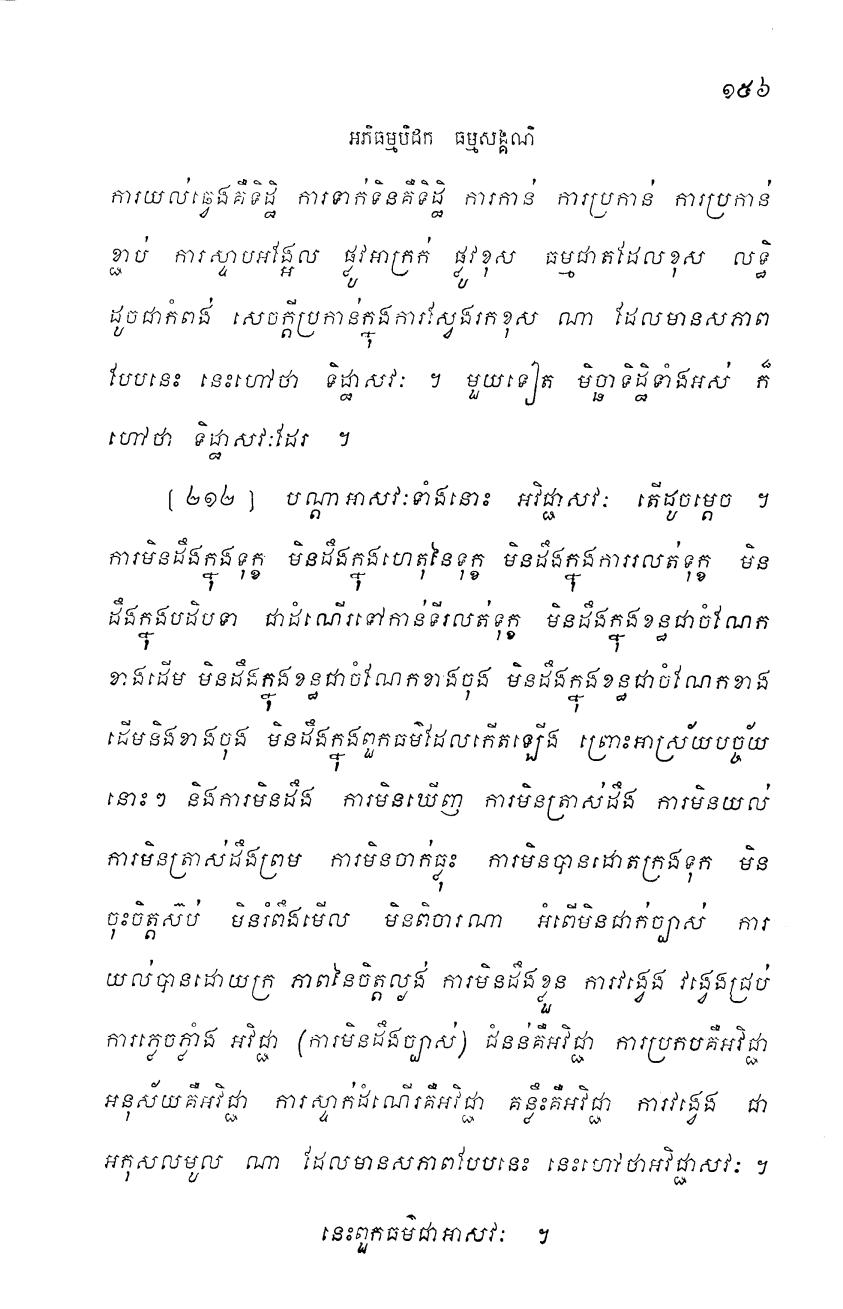 ១៥៦
អភិធម្មបិដក ធម្មសង្គណី
ការយល់ឆ្វេងគឺទិដ្ឋិ ការទាក់ទិនគឺទិដ្ឋិ ការកាន់ ការប្រកាន់ ការប្រកាន់
ខ្ជាប់ ការស្ទាបអង្អែល ផ្លូវអាក្រក់ ផ្លូវខុស ធម្មជាតដែលខុស លទ្ធិ
ដូចជាកំពង់ សេចក្តីប្រកាន់ក្នុងការស្វែងរកខុស ណា ដែលមានសភាព
បែបនេះ នេះហៅថា ទិដ្ឋាសវៈ ។ មួយទៀត មិច្ឆាទិដ្ឋិទាំងអស់ ក៏
ហៅថា ទិដ្ឋាសវៈដែរ ។
[ ២១២ ] បណ្តាអាសវៈទាំងនោះ អវិជ្ជាសវៈ តើដូចម្តេច ។
ការមិនដឹងក្នុងទុក្ខ មិនដឹងក្នុងហេតុនៃទុក្ខ មិនដឹងក្នុងការរលត់ទុក្ខ មិន
ដឹងក្នុងបដិបទា ជាដំណើរទៅកាន់ទីរលត់ទុក្ខ មិនដឹងក្នុងខន្ធជាចំណែក
ខាងដើម មិនដឹងក្នុងខន្ធជាចំណែកខាងចុង មិនដឹងក្នុងខន្ធជាចំណែកខាង
ដើមនិងខាងចុង មិនដឹងក្នុងពួកធម៌ដែលកើតឡើង ព្រោះអាស្រ័យបច្ច័យ
នោះៗ និងការមិនដឹង ការមិនឃើញ ការមិនត្រាស់ដឹង ការមិនយល់
ការមិនត្រាស់ដឹងព្រម ការមិនចាក់ធ្លុះ ការមិនបានដោតក្រងទុក មិន
ចុះចិត្តស៊ប់ មិនរំពឹងមើល មិនពិចារណា អំពើមិនជាក់ច្បាស់ ការ
យល់បានដោយក្រ ភាពនៃចិត្តល្ងង់ ការមិនដឹងខ្លួន ការវង្វេង វង្វេងជ្រប់
ការភ្លេចភ្លាំង អវិជ្ជា (ការមិនដឹងច្បាស់) ជំនន់គឺអវិជ្ជា ការប្រកបគឺអវិជ្ជា
អនុស័យគឺអវិជ្ជា ការស្ទាក់ដំណើរគឺអវិជ្ជា គន្លឹះគឺអវិជ្ជា ការវង្វេង ជា
អកុសលមូល ណា ដែលមានសភាពបែបនេះ នេះហៅថាអវិជ្ជាសវៈ ។
នេះពួកធម៌ជាអាសវៈ ។